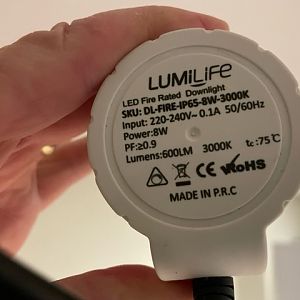 LUMiLiFe
LED Fire Rated Downlight
SKU: DL-FIRE-IP65-8W-3000K
Input: 220-240V~ 0.1A 50/60Hz
Power:8W
PF:≥0.9
Lumens:600LM 3000K tc:75℃
CE RoHS
MADE IN P.R.C